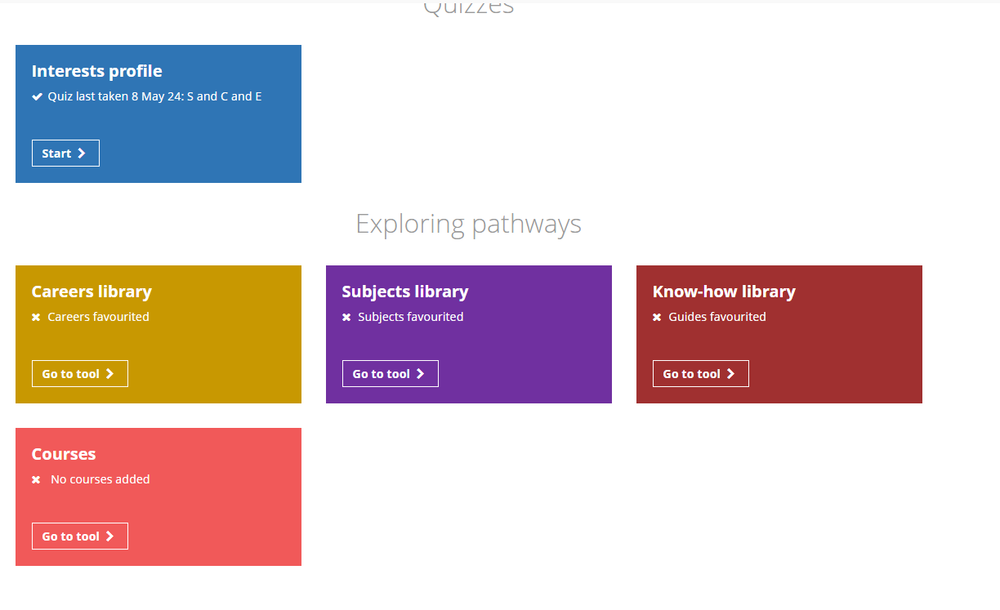 Quizzes
Interests profile
Quiz last taken 8 May 24: S and C and E
Start
Exploring pathways
Careers library
Careers favourited
Go to tool
Subjects library
Subjects favourited
Go to tool
Know-how library
Guides favourited
Go to tool
Courses
No courses added
Go to tool